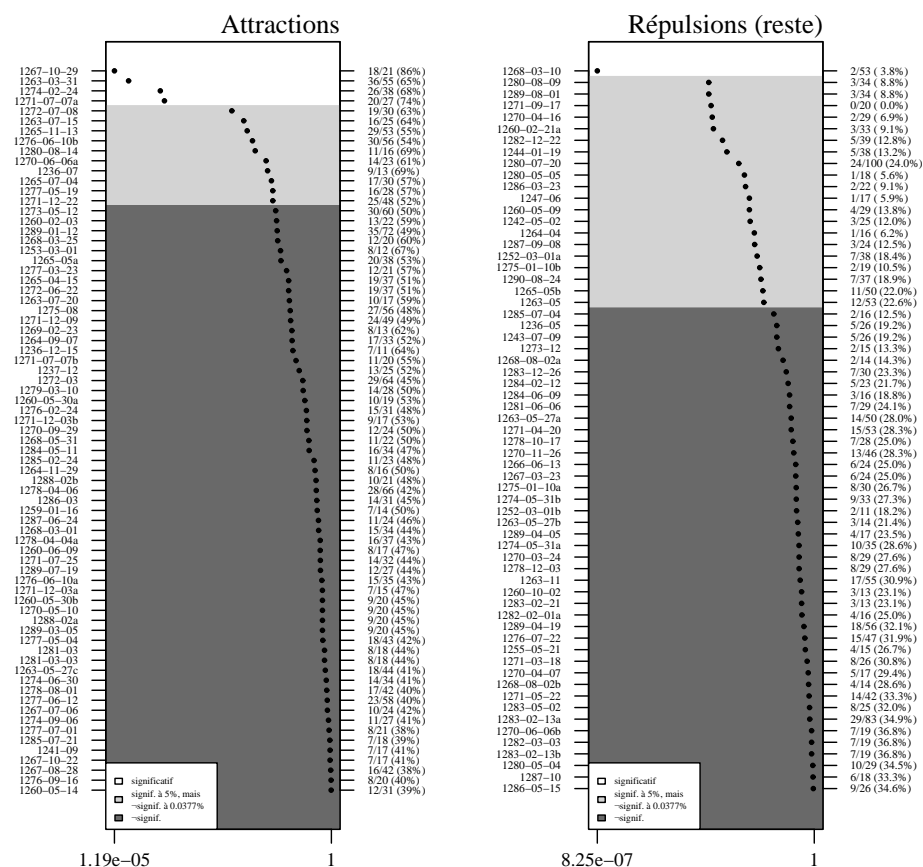 Attractions
1267−10−29 18/21 (86%)
1263−03−31 36/55 (65%)
1274−02−24 26/38 (68%)
1271−07−07a 20/27 (74%)
1272−07−08 19/30 (63%)
1263−07−15 16/25 (64%)
1265−11−13 29/53 (55%)
1276−06−10b 30/56 (54%)
1280−08−14 11/16 (69%)
1270−06−06a 14/23 (61%)
1236−07 9/13 (69%)
1265−07−04 17/30 (57%)
1277−05−19 16/28 (57%)
1271−12−22 25/48 (52%)
1273−05−12 30/60 (50%)
1260−02−03 13/22 (59%)
1289−01−12 35/72 (49%)
1268−03−25 12/20 (60%)
1253−03−01 8/12 (67%)
1265−05a 20/38 (53%)
1277−03−23 12/21 (57%)
1265−04−15 19/37 (51%)
1272−06−22 19/37 (51%)
1263−07−20 10/17 (59%)
1275−08 27/56 (48%)
1271−12−09 24/49 (49%)
1269−02−23 8/13 (62%)
1264−09−07 17/33 (52%)
1236−12−15 7/11 (64%)
1271−07−07b 11/20 (55%)
1237−12 13/25 (52%)
1272−03 29/64 (45%)
1279−03−10 14/28 (50%)
1260−05−30a 10/19 (53%)
1276−02−24 15/31 (48%)
1271−12−03b 9/17 (53%)
1270−09−29 12/24 (50%)
1268−05−31 11/22 (50%)
1284−05−11 16/34 (47%)
1285−02−24 11/23 (48%)
1264−11−29 8/16 (50%)
1288−02b 10/21 (48%)
1278−04−06 28/66 (42%)
1286−03 14/31 (45%)
1259−01−16 7/14 (50%)
1287−06−24 11/24 (46%)
1268−03−01 15/34 (44%)
1278−04−04a 16/37 (43%)
1260−06−09 8/17 (47%)
1271−07−25 14/32 (44%)
1289−07−19 12/27 (44%)
1276−06−10a 15/35 (43%)
1271−12−03a 7/15 (47%)
1260−05−30b 9/20 (45%)
1270−05−10 9/20 (45%)
1288−02a 9/20 (45%)
1289−03−05 9/20 (45%)
1277−05−04 18/43 (42%)
1281−03 8/18 (44%)
1281−03−03 8/18 (44%)
1263−05−27c 18/44 (41%)
1274−06−30 14/34 (41%)
1278−08−01 17/42 (40%)
1277−06−12 23/58 (40%)
1267−07−06 10/24 (42%)
1274−09−06 11/27 (41%)
1277−07−01 8/21 (38%)
1285−07−21 7/18 (39%)
1241−09 7/17 (41%)
1267−10−22 7/17 (41%)
1267−08−28 16/42 (38%)
1276−09−16 8/20 (40%)
1260−05−14 12/31 (39%)
significatif
signif. à 5%, mais
¬signif. à 0.0377%
¬signif.
1.19e−05 1
Répulsions (reste)
1268−03−10 2/53 ( 3.8%)
1280−08−09 3/34 ( 8.8%)
1289−08−01 3/34 ( 8.8%)
1271−09−17 0/20 ( 0.0%)
1270−04−16 2/29 ( 6.9%)
1260−02−21a 3/33 ( 9.1%)
1282−12−22 5/39 (12.8%)
1244−01−19 5/38 (13.2%)
1280−07−20 24/100 (24.0%)
1280−05−05 1/18 ( 5.6%)
1286−03−23 2/22 ( 9.1%)
1247−06 1/17 ( 5.9%)
1260−05−09 4/29 (13.8%)
1242−05−02 3/25 (12.0%)
1264−04 1/16 ( 6.2%)
1287−09−08 3/24 (12.5%)
1252−03−01a 7/38 (18.4%)
1275−01−10b 2/19 (10.5%)
1290−08−24 7/37 (18.9%)
1265−05b 11/50 (22.0%)
1263−05 12/53 (22.6%)
1285−07−04 2/16 (12.5%)
1236−05 5/26 (19.2%)
1243−07−09 5/26 (19.2%)
1273−12 2/15 (13.3%)
1268−08−02a 2/14 (14.3%)
1283−12−26 7/30 (23.3%)
1284−02−12 5/23 (21.7%)
1284−06−09 3/16 (18.8%)
1281−06−06 7/29 (24.1%)
1263−05−27a 14/50 (28.0%)
1271−04−20 15/53 (28.3%)
1278−10−17 7/28 (25.0%)
1270−11−26 13/46 (28.3%)
1266−06−13 6/24 (25.0%)
1267−03−23 6/24 (25.0%)
1275−01−10a 8/30 (26.7%)
1274−05−31b 9/33 (27.3%)
1252−03−01b 2/11 (18.2%)
1263−05−27b 3/14 (21.4%)
1289−04−05 4/17 (23.5%)
1274−05−31a 10/35 (28.6%)
1270−03−24 8/29 (27.6%)
1278−12−03 8/29 (27.6%)
1263−11 17/55 (30.9%)
1260−10−02 3/13 (23.1%)
1283−02−21 3/13 (23.1%)
1282−02−01a 4/16 (25.0%)
1289−04−19 18/56 (32.1%)
1276−07−22 15/47 (31.9%)
1255−05−21 4/15 (26.7%)
1271−03−18 8/26 (30.8%)
1270−04−07 5/17 (29.4%)
1268−08−02b 4/14 (28.6%)
1271−05−22 14/42 (33.3%)
1283−05−02 8/25 (32.0%)
1283−02−13a 29/83 (34.9%)
1270−06−06b 7/19 (36.8%)
1282−03−03 7/19 (36.8%)
1283−02−13b 7/19 (36.8%)
1280−05−04 10/29 (34.5%)
1287−10 6/18 (33.3%)
1286−05−15 9/26 (34.6%)
significatif
signif. à 5%, mais
¬signif. à 0.0377%
¬signif.
8.25e−07 1